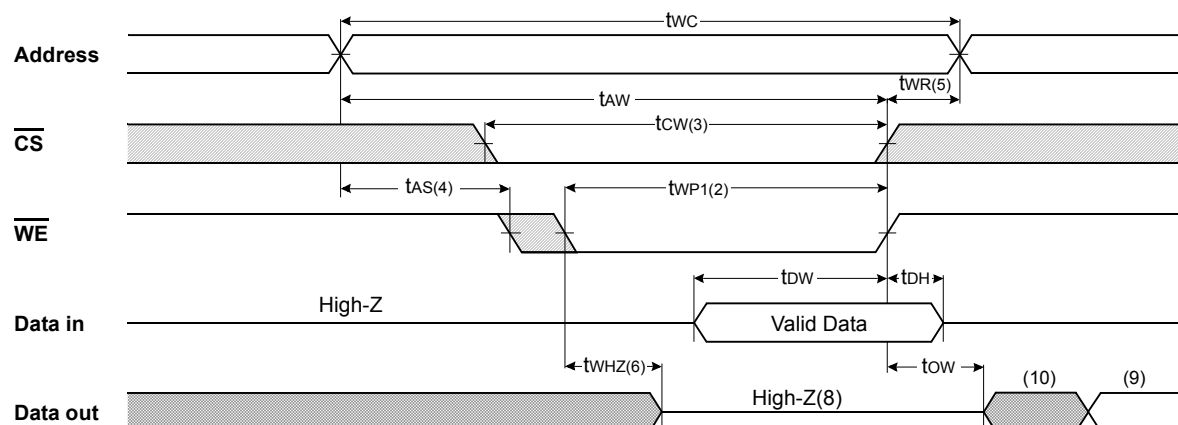 tWC
Address
tWR(5)
tAW
tCW(3)
CS
tAS(4)
tWP1(2)
WE
tDW
tDH
High-Z
Data in
Valid Data
tWHZ(6)
tOW
(10)
(9)
High-Z(8)
Data out